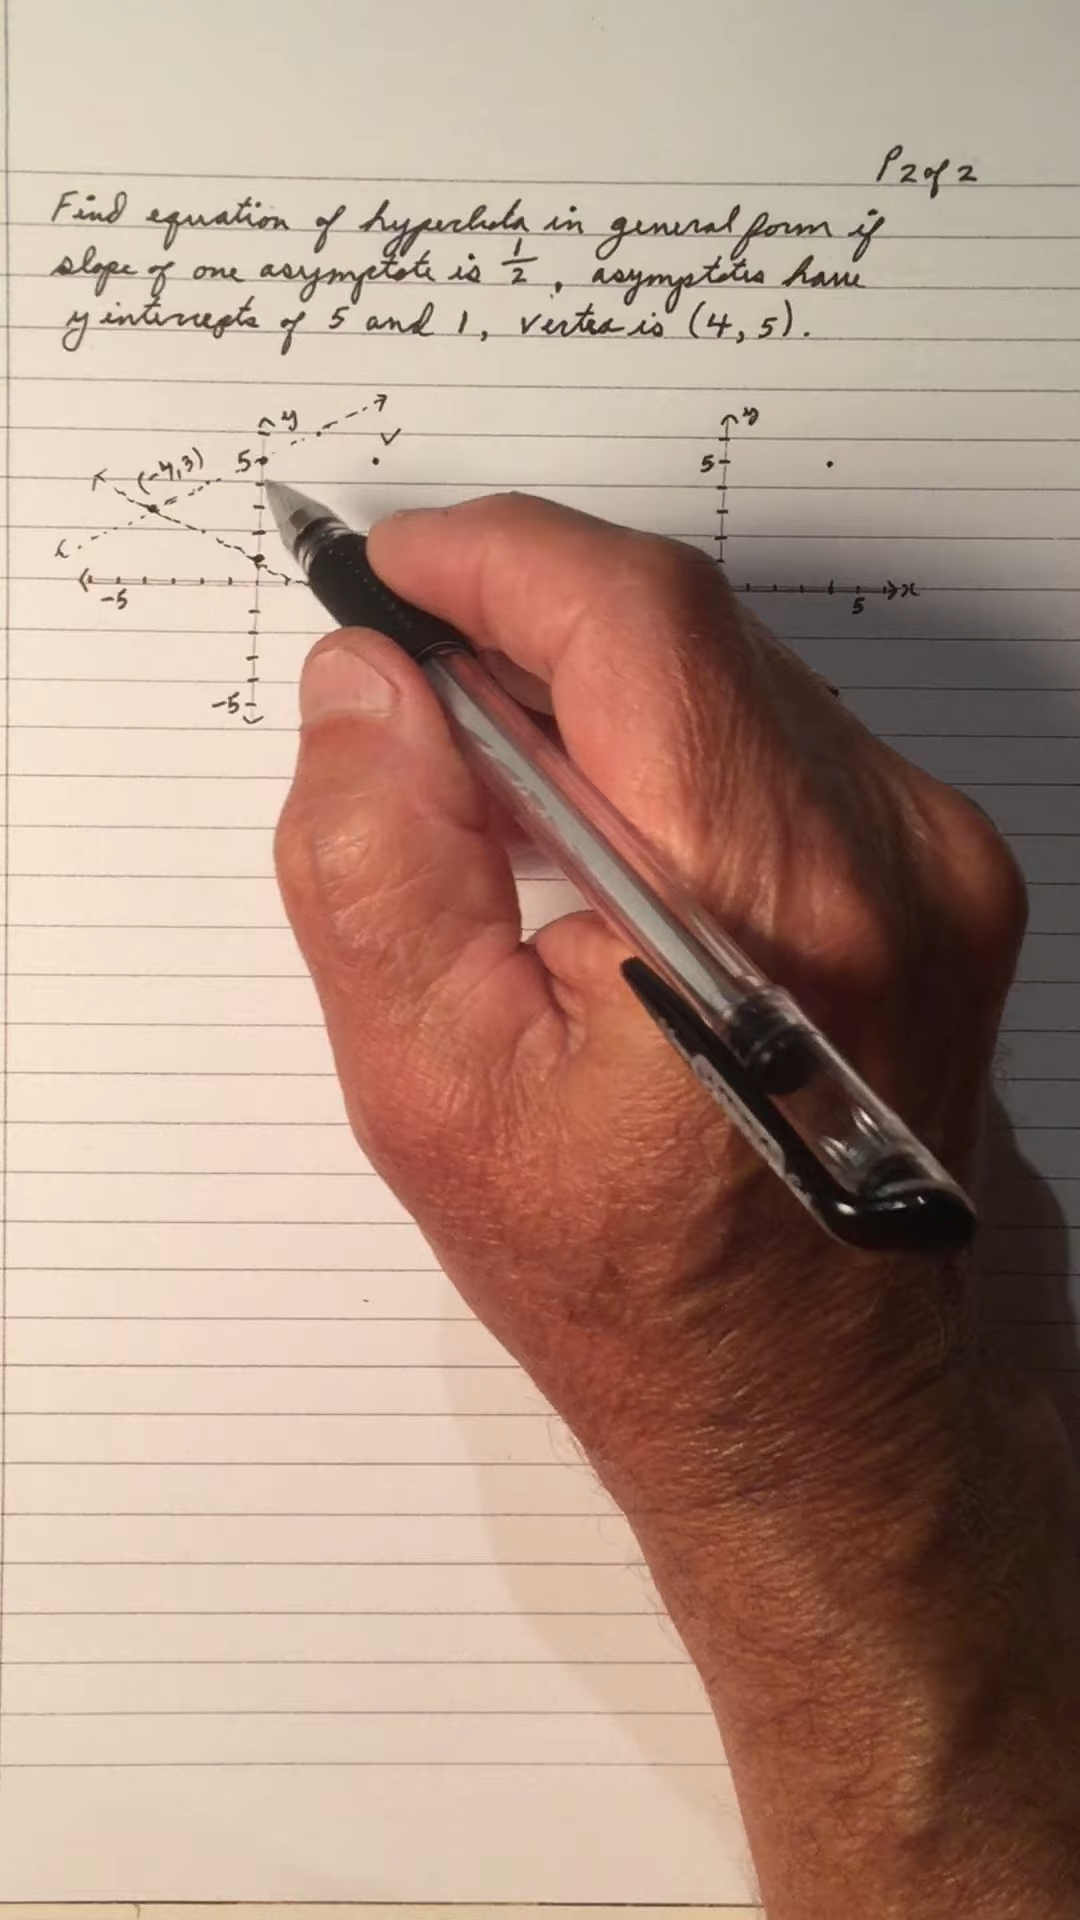 P 2 of 2
Find equation of hyperbola in general form if
slope of one asymptote is 1/2, asymptotes have
y intercepts of 5 and 1, vertex is (4, 5).
y
V
5
(-4,3)
-5
-5
y
5
x
5